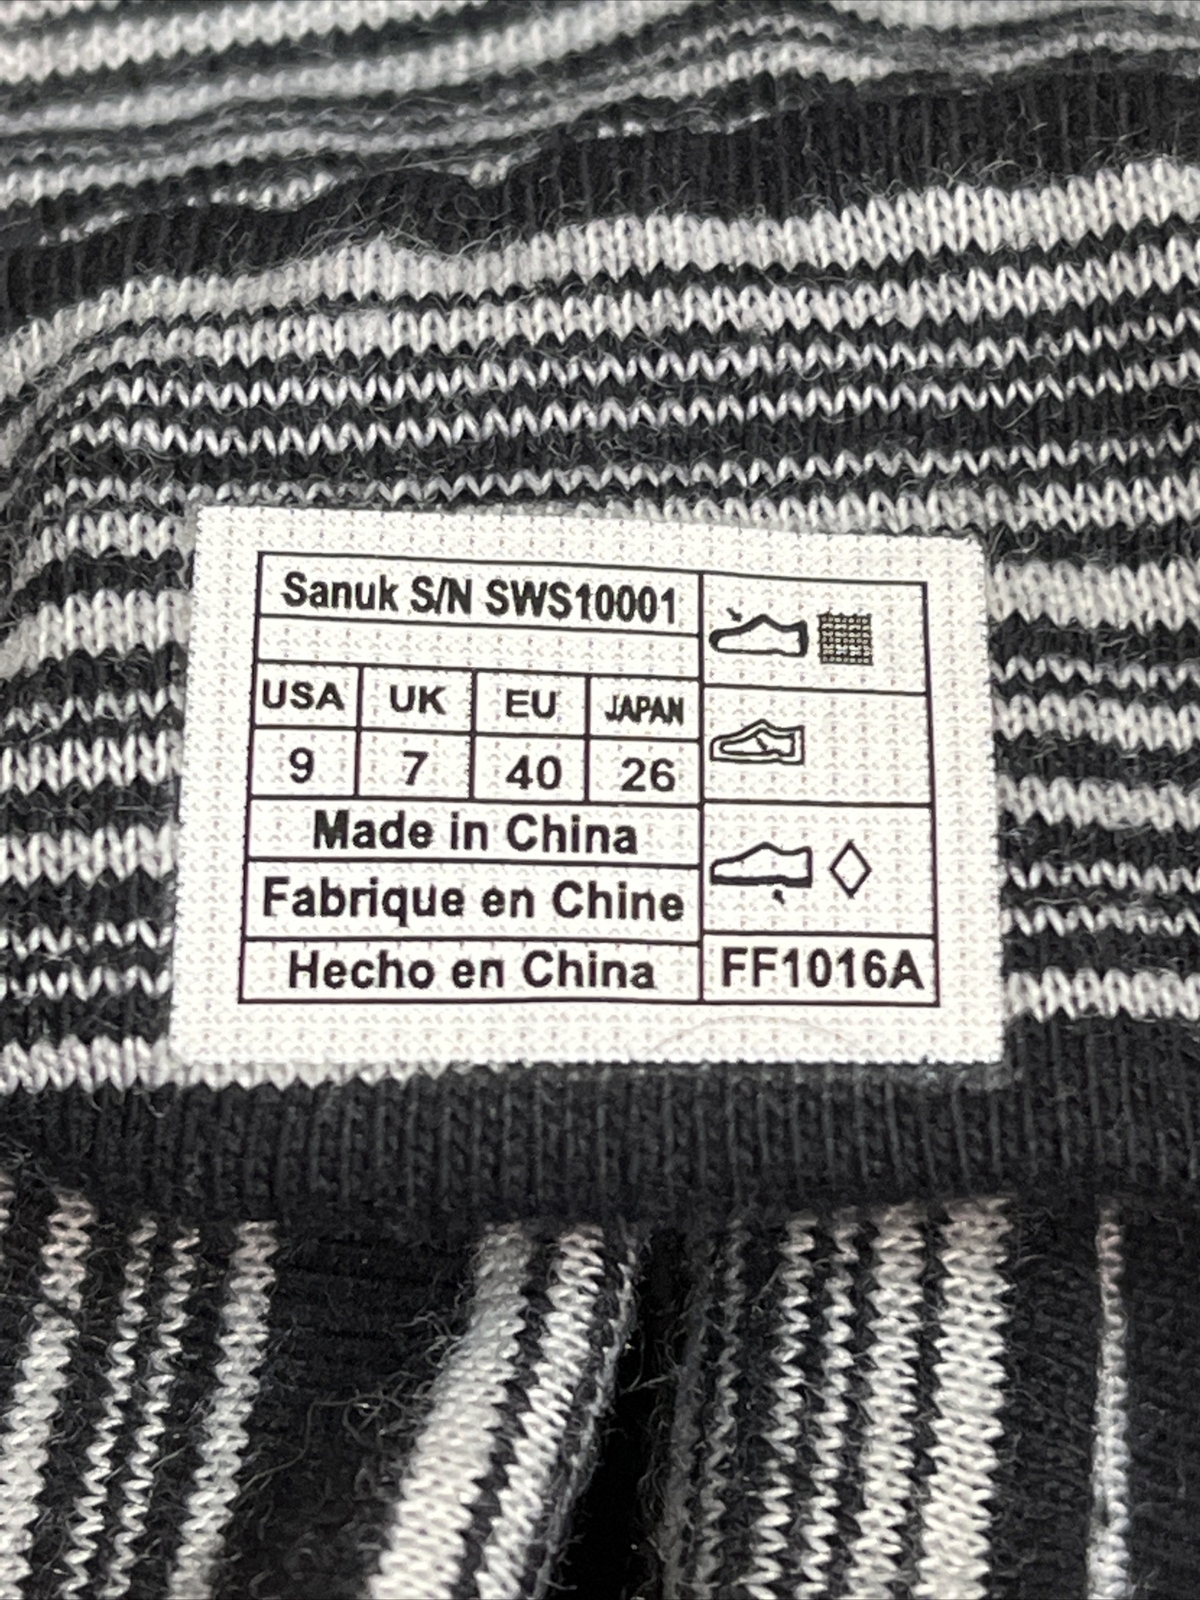 Sanuk S/N SWS10001
USA UK EU JAPAN
9 7 40 26
Made in China
Fabrique en Chine
Hecho en China
FF1016A